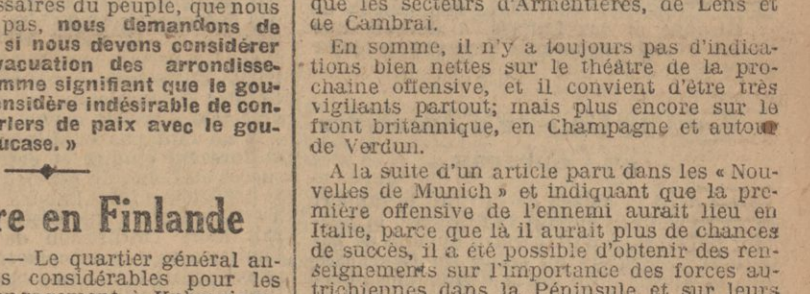 ssaires du peuple, que nous
pas, nous demandons de
si nous devons considérer
vacuation des arrondisse-
mme signifiant que le gou-
nsidère indésirable de con-
riers de paix avec le gou-
ucase. »
re en Finlande
— Le quartier général an-
s considérables pour les
que les secteurs d'Armentières, de Lens et
de Cambrai.
En somme, il n'y a toujours pas d'indica-
tions bien nettes sur le théâtre de la pro-
chaine offensive, et il convient d'être très
vigilants partout; mais plus encore sur le
front britannique, en Champagne et autour
de Verdun.
A la suite d'un article paru dans les « Nou-
velles de Munich » et indiquant que la pre-
mière offensive de l'ennemi aurait lieu en
Italie, parce que là il aurait plus de chances
de succès, il a été possible d'obtenir des ren-
seignements sur l'importance des forces au-
trichiennes dans la Péninsule et sur leurs